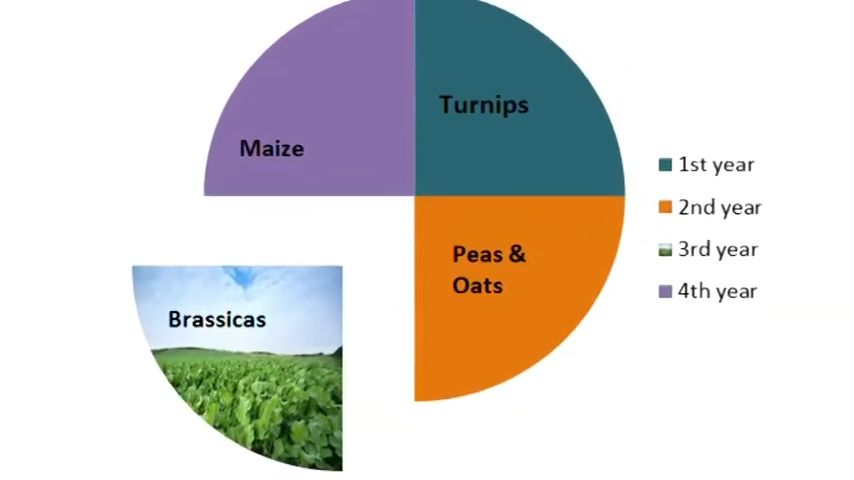 Turnips
Maize
1st year
2nd year
Peas &
Oats
3rd year
4th year
Brassicas